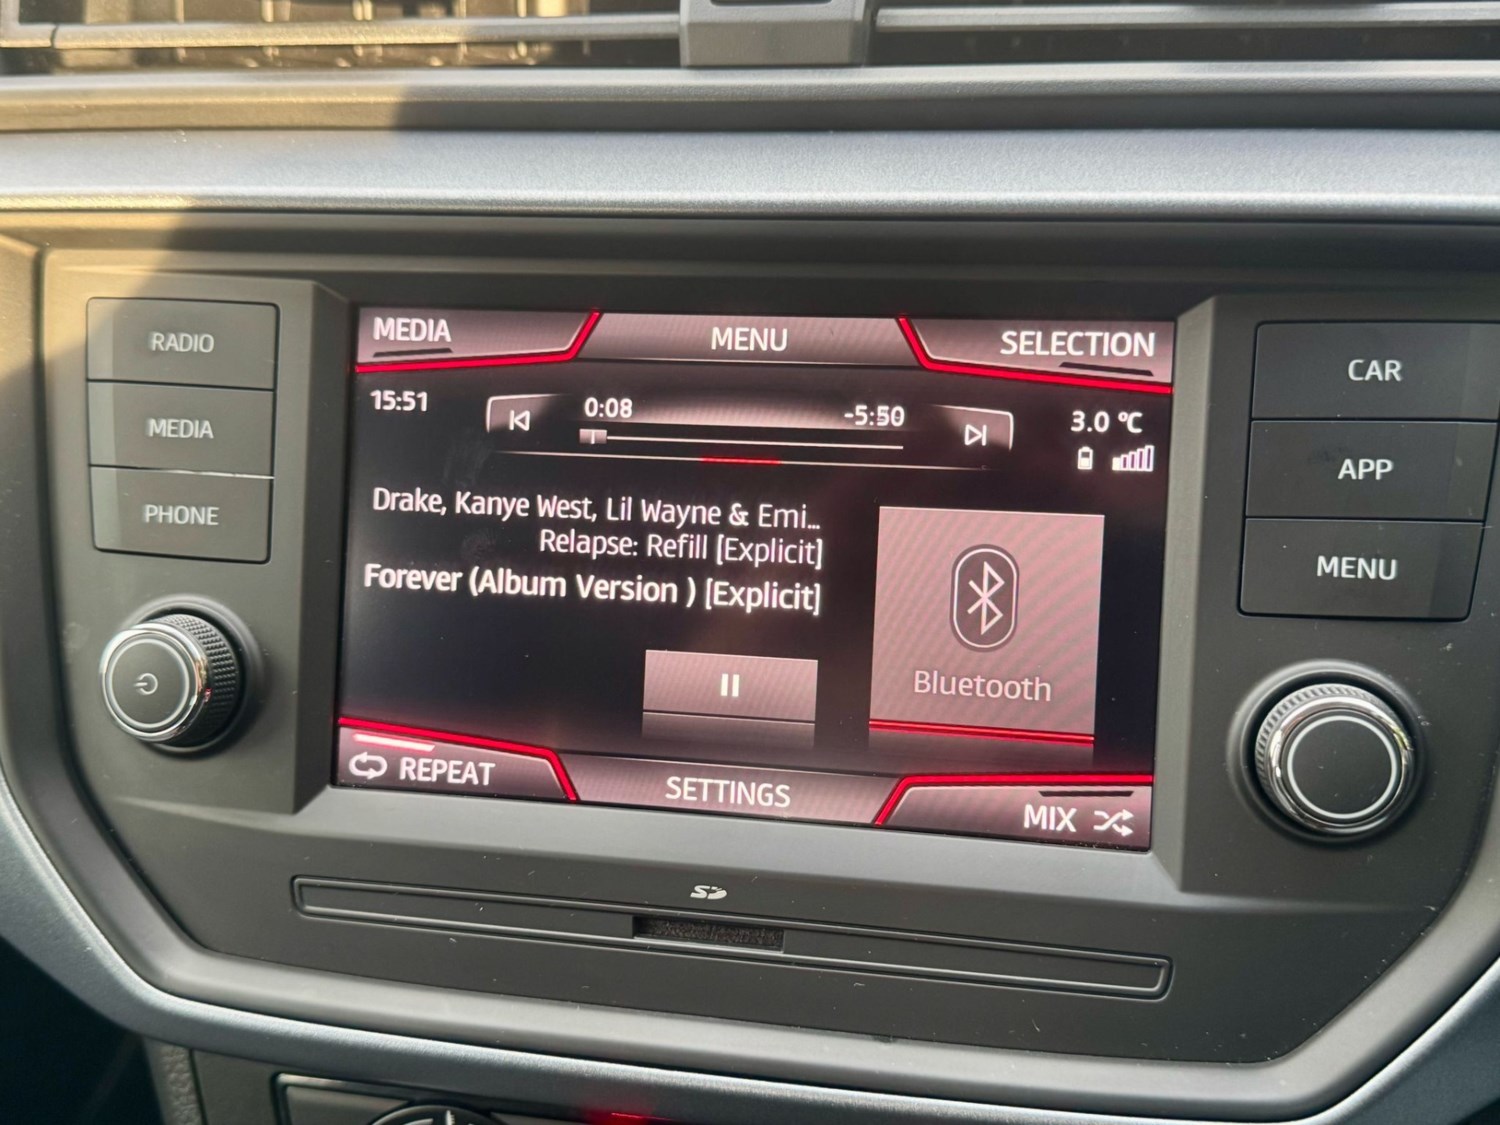 MEDIA
MENU
SELECTION
RADIO
MEDIA
PHONE
15:51
0:08
-5:50
3.0 °C
Drake, Kanye West, Lil Wayne & Emi...
Relapse: Refill [Explicit]
Forever (Album Version ) [Explicit]
Bluetooth
REPEAT
SETTINGS
MIX
CAR
APP
MENU
SD